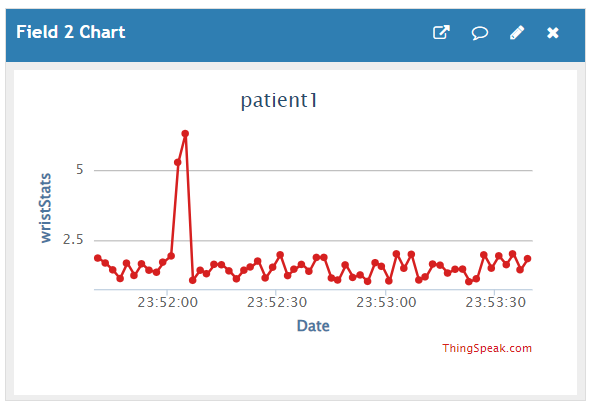 Field 2 Chart
patient1
wristStats
5
2.5
23:52:00 23:52:30 23:53:00 23:53:30
Date
ThingSpeak.com